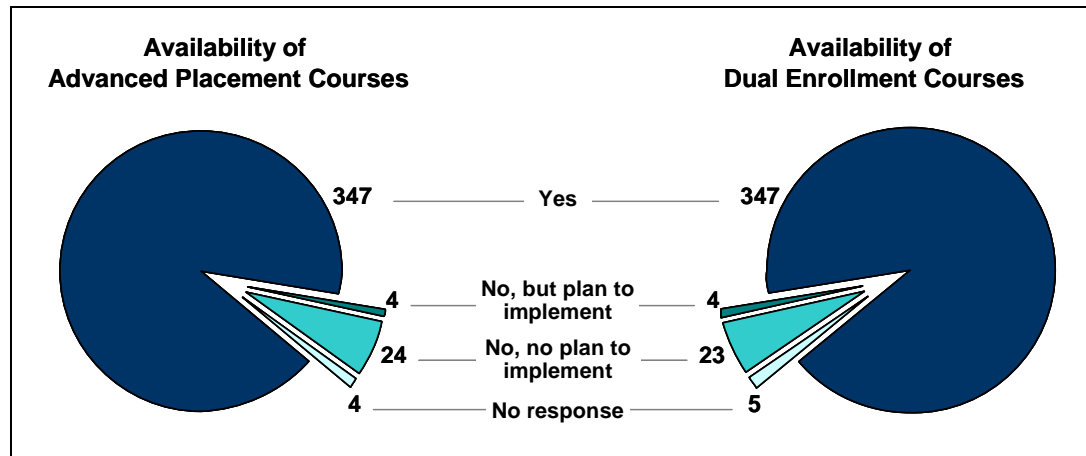 Availability of
Advanced Placement Courses
Availability of
Dual Enrollment Courses
347 Yes 347
4 No, but plan to 4
implement
24 No, no plan to 23
implement
4 No response 5